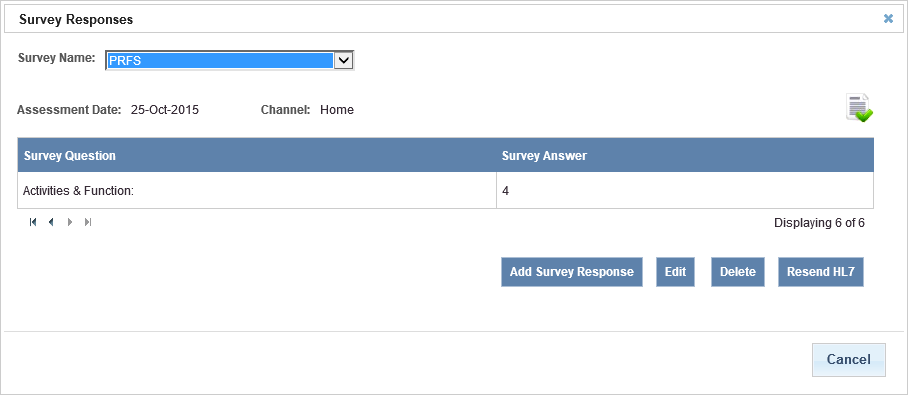 Survey Responses
Survey Name: PRFS
Assessment Date: 25-Oct-2015 Channel: Home
Survey Question Survey Answer
Activities & Function: 4
Displaying 6 of 6
Add Survey Response Edit Delete Resend HL7
Cancel